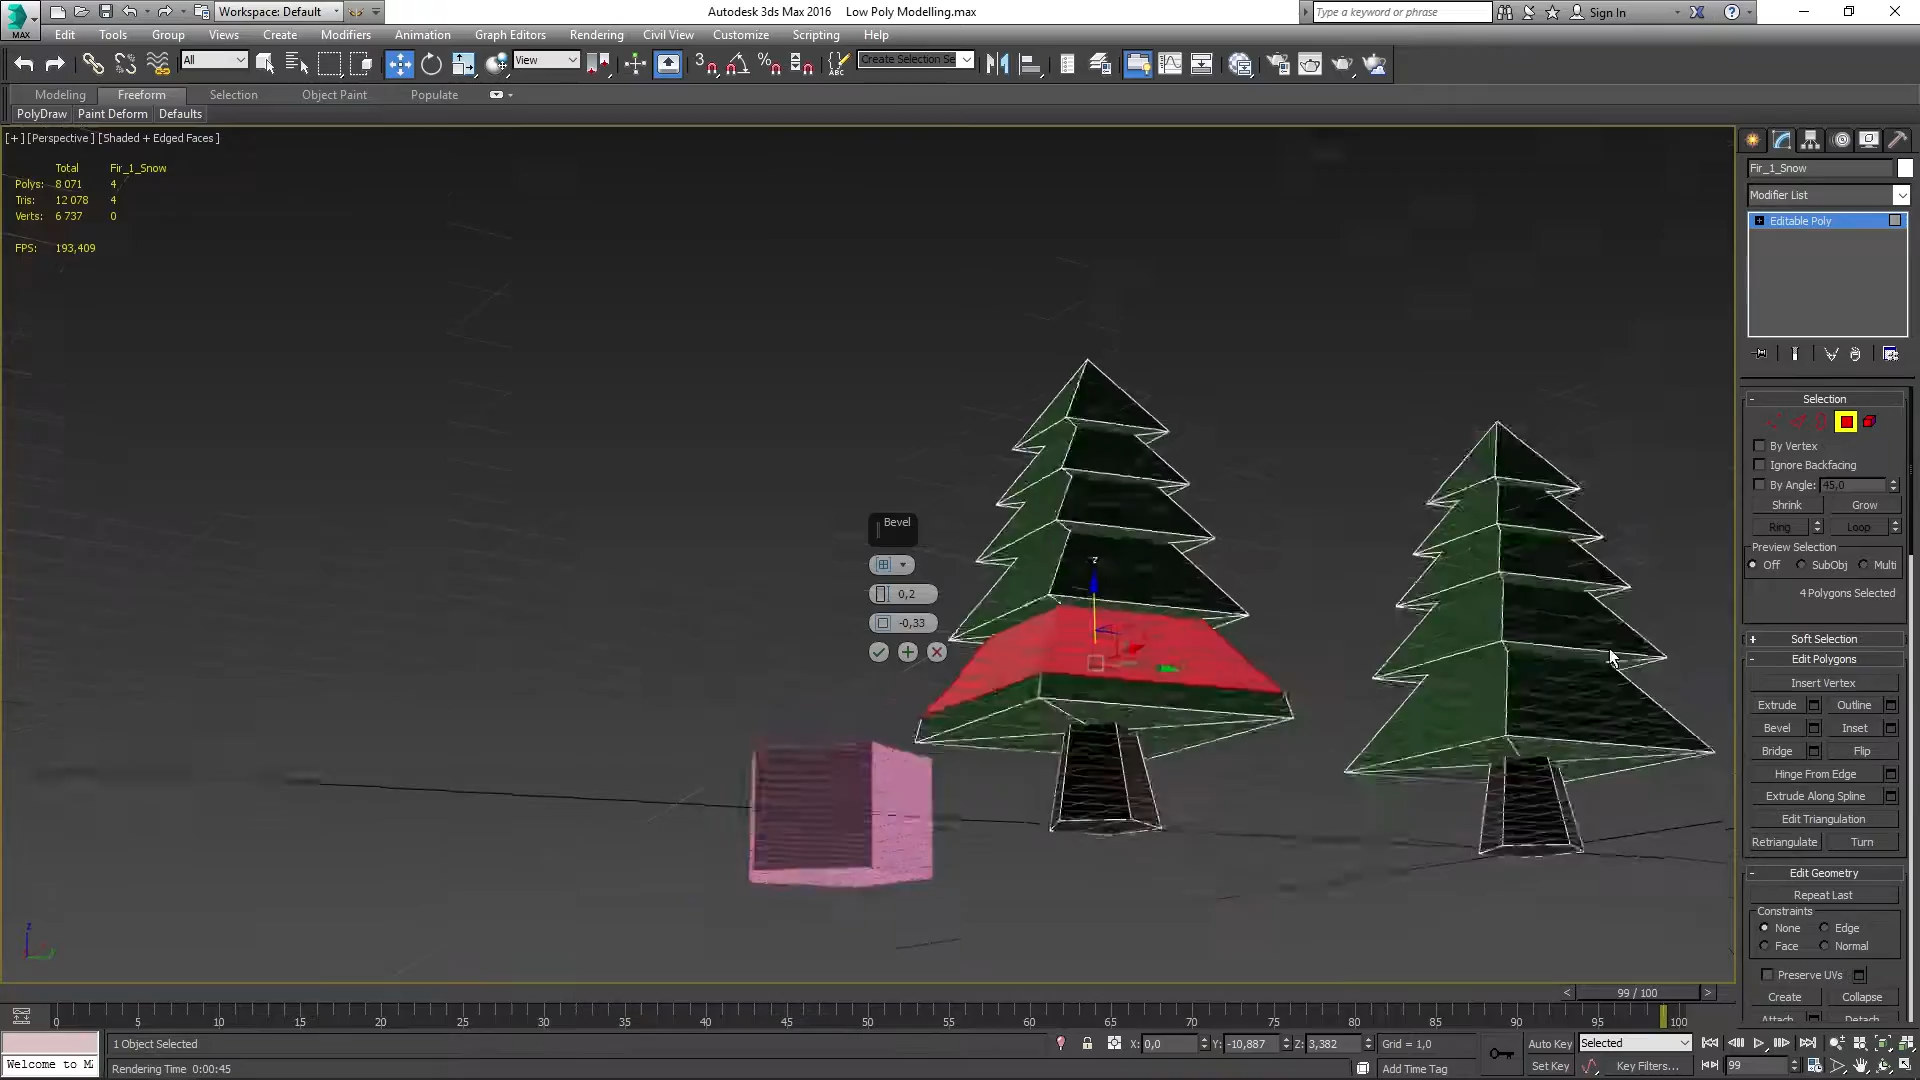 Workspace: Default
Autodesk 3ds Max 2016 Low Poly Modelling.max
Type a keyword or phrase
Sign In
MAX
Edit Tools Group Views Create Modifiers Animation Graph Editors Rendering Civil View Customize Scripting Help
All
View
Create Selection Se
Modeling Freeform Selection Object Paint Populate
PolyDraw Paint Deform Defaults
[+] [Perspective ] [Shaded + Edged Faces ]
Total Fir_1_Snow
Polys: 8 071 4
Tris: 12 078 4
Verts: 6 737 0
FPS: 193,409
Bevel
0,2
-0,33
z
Fir_1_Snow
Modifier List
Editable Poly
Selection
By Vertex
Ignore Backfacing
By Angle: 45,0
Shrink Grow
Ring Loop
Preview Selection
Off SubObj Multi
4 Polygons Selected
Soft Selection
Edit Polygons
Insert Vertex
Extrude Outline
Bevel Inset
Bridge Flip
Hinge From Edge
Extrude Along Spline
Edit Triangulation
Retriangulate Turn
Edit Geometry
Repeat Last
Constraints
None Edge
Face Normal
Preserve UVs
Create Collapse
Attach Detach
z
< 99 / 100 >
0 5 10 15 20 25 30 35 40 45 50 55 60 65 70 75 80 85 90 95 100
1 Object Selected
X: 0,0 Y: -10,887 Z: 3,382 Grid = 1,0
Auto Key Selected
Welcome to M
Rendering Time 0:00:45
Add Time Tag
Set Key Key Filters... 99